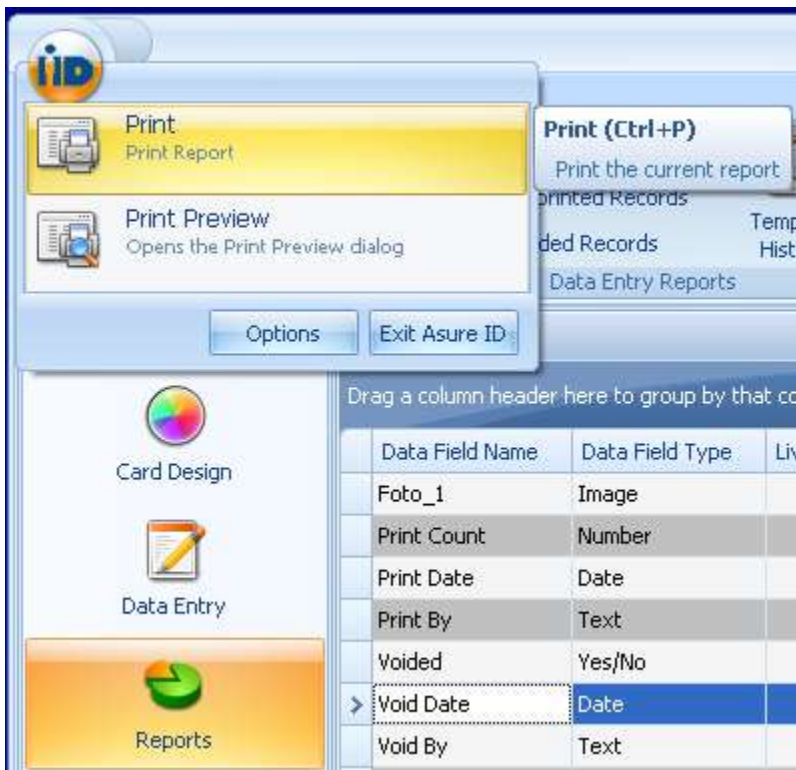 iiD
Print
Print Report
Print Preview
Opens the Print Preview dialog
Options
Exit Asure ID
Print (Ctrl+P)
Print the current report
Records
Records
Data Entry Reports
Drag a column header here to group by that
Data Field Name
Data Field Type
Foto_1
Image
Print Count
Number
Print Date
Date
Print By
Text
Voided
Yes/No
Void Date
Date
Void By
Text
Card Design
Data Entry
Reports